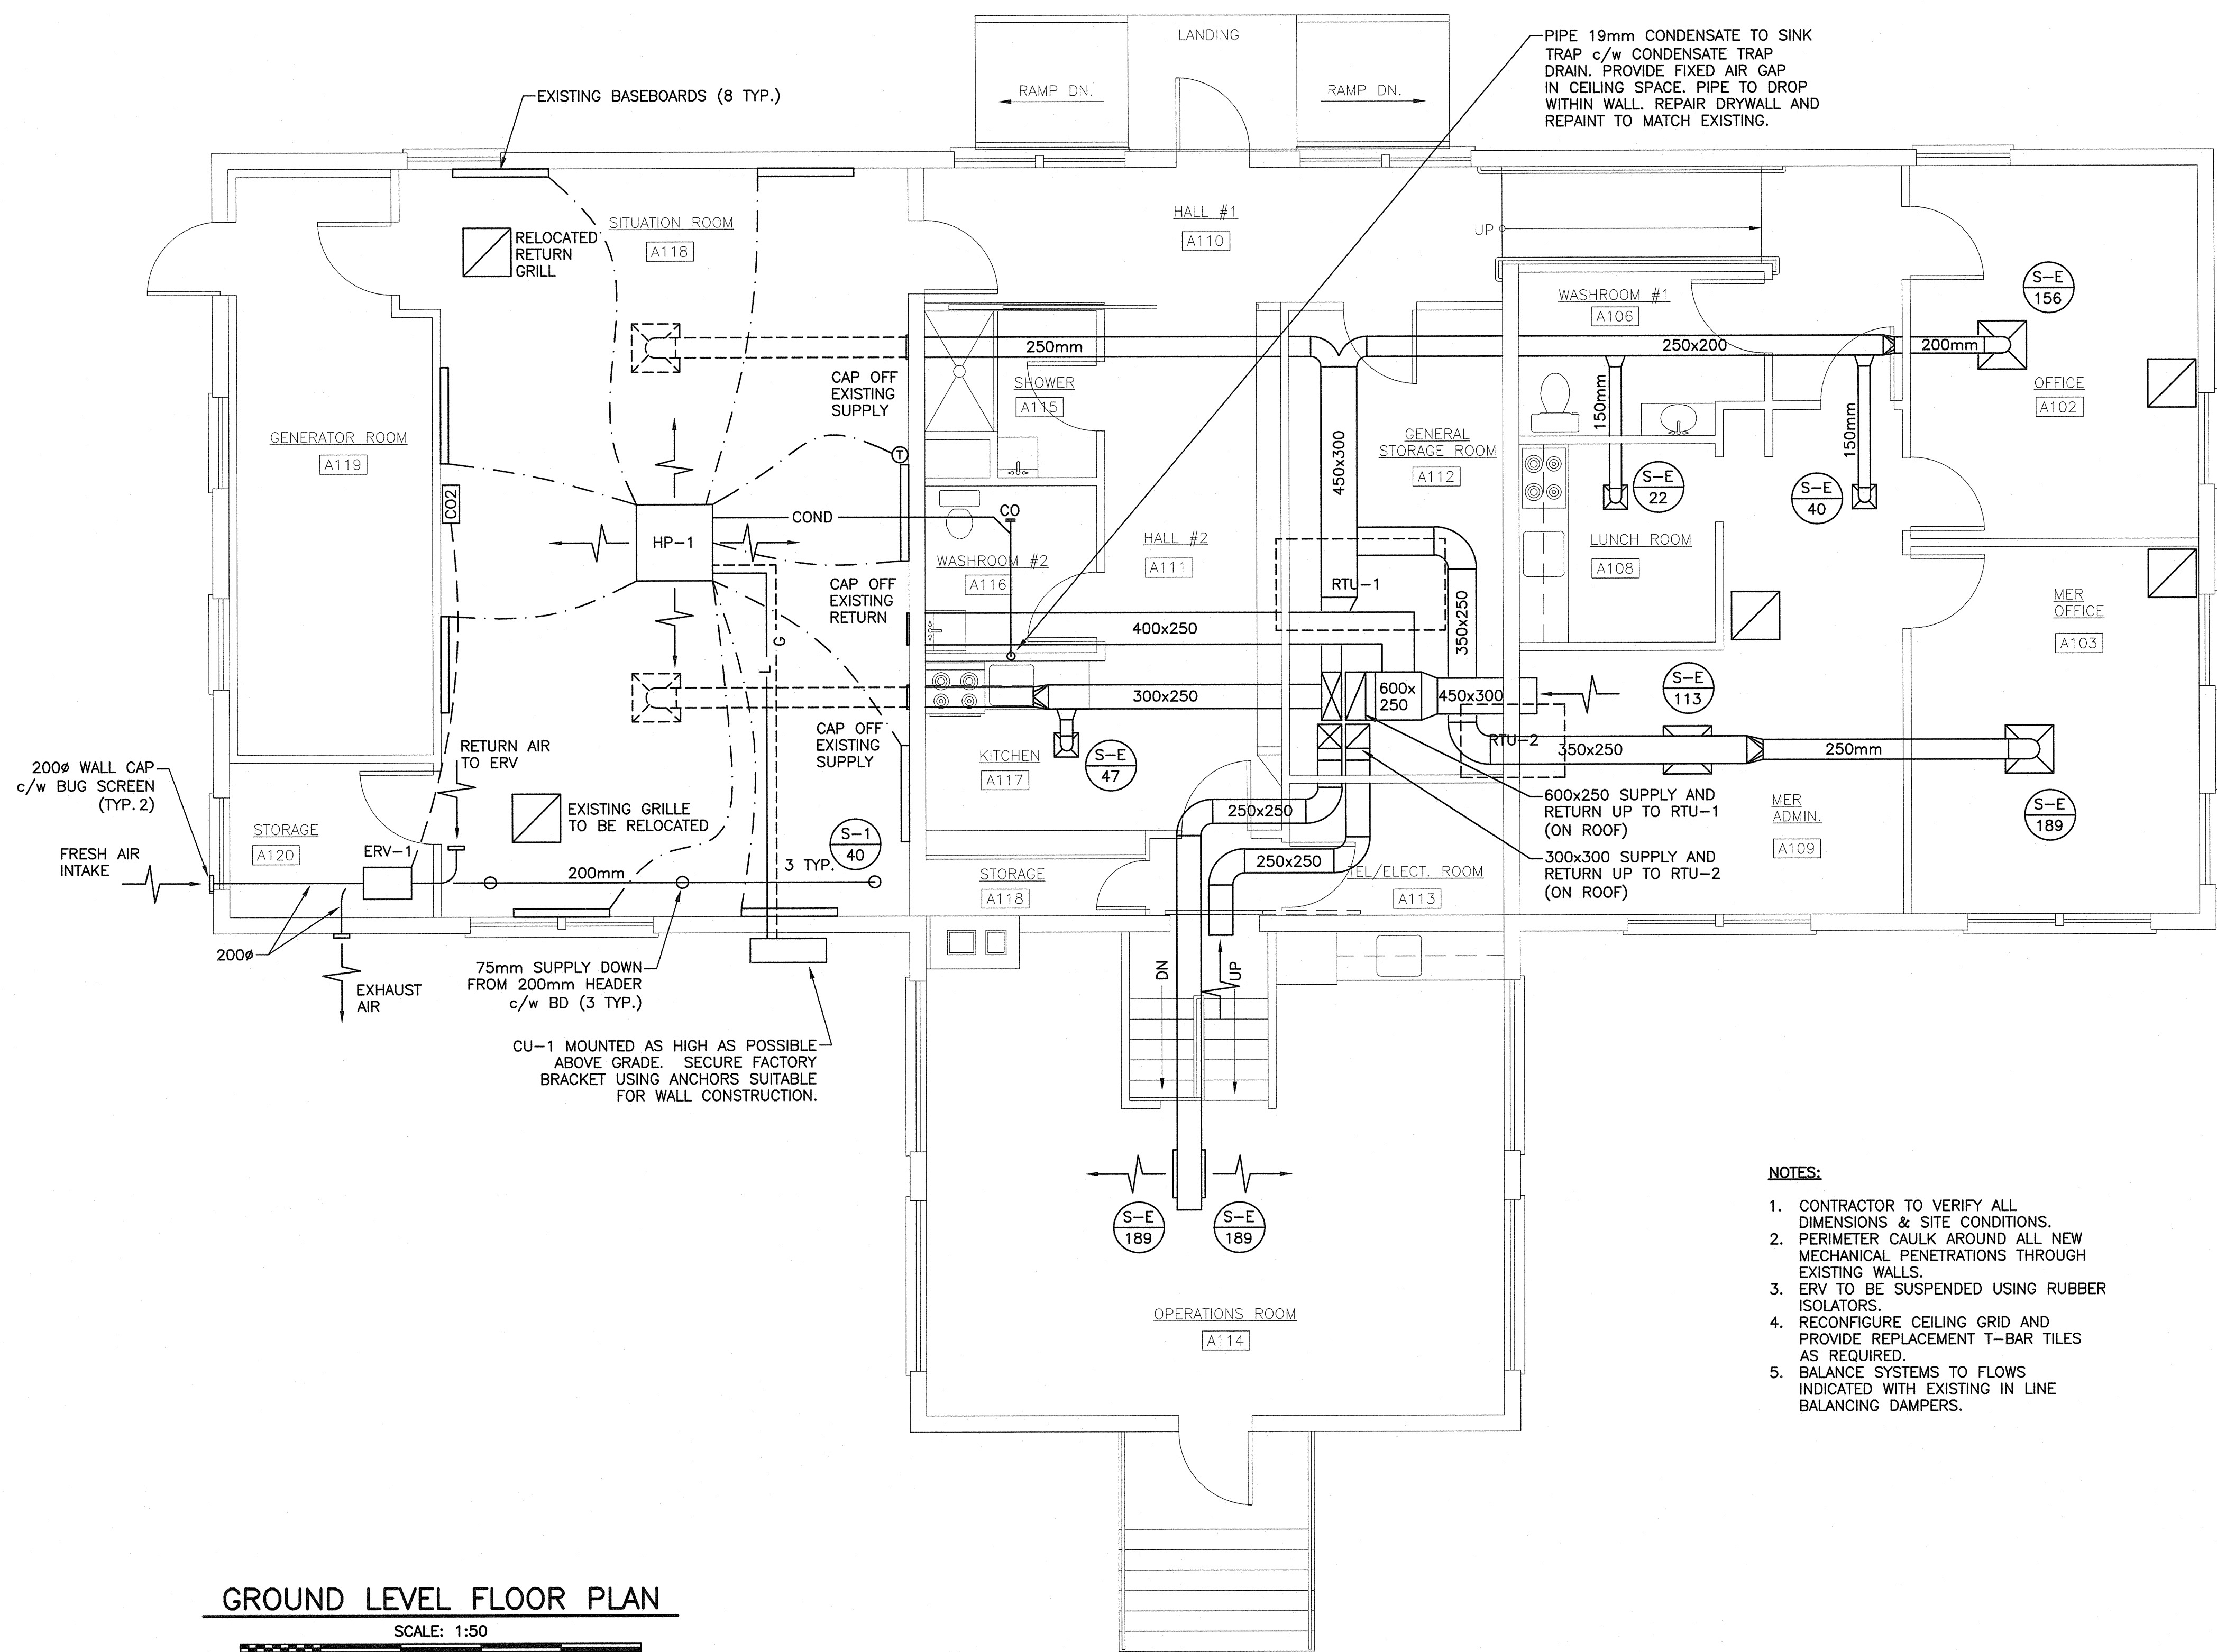 LANDING
RAMP DN.
RAMP DN.
PIPE 19mm CONDENSATE TO SINK
TRAP c/w CONDENSATE TRAP
DRAIN. PROVIDE FIXED AIR GAP
IN CEILING SPACE. PIPE TO DROP
WITHIN WALL. REPAIR DRYWALL AND
REPAINT TO MATCH EXISTING.
EXISTING BASEBOARDS (8 TYP.)
SITUATION ROOM
A118
RELOCATED
RETURN
GRILL
HALL #1
A110
UP
WASHROOM #1
A106
S-E
156
250mm
250x200
200mm
CAP OFF
EXISTING
SUPPLY
SHOWER
A115
OFFICE
A102
150mm
150mm
GENERATOR ROOM
A119
GENERAL
STORAGE ROOM
A112
450x300
T
S-E
22
S-E
40
CO2
COND
CO
HP-1
HALL #2
A111
LUNCH ROOM
A108
WASHROOM #2
A116
RTU-1
CAP OFF
EXISTING
RETURN
MER
OFFICE
A103
400x250
350x250
G
L
300x250
600x
250
450x300
S-E
113
CAP OFF
EXISTING
SUPPLY
RTU-2
350x250
250mm
KITCHEN
A117
S-E
47
RETURN AIR
TO ERV
200ø WALL CAP
c/w BUG SCREEN
(TYP. 2)
EXISTING GRILLE
TO BE RELOCATED
250x250
600x250 SUPPLY AND
RETURN UP TO RTU-1
(ON ROOF)
MER
ADMIN.
A109
S-E
189
STORAGE
A120
ERV-1
S-1
40
3 TYP.
FRESH AIR
INTAKE
200mm
STORAGE
A118
250x250
TEL/ELECT. ROOM
A113
300x300 SUPPLY AND
RETURN UP TO RTU-2
(ON ROOF)
200ø
EXHAUST
AIR
75mm SUPPLY DOWN
FROM 200mm HEADER
c/w BD (3 TYP.)
DN
UP
CU-1 MOUNTED AS HIGH AS POSSIBLE
ABOVE GRADE. SECURE FACTORY
BRACKET USING ANCHORS SUITABLE
FOR WALL CONSTRUCTION.
S-E
189
S-E
189
OPERATIONS ROOM
A114
NOTES:
1. CONTRACTOR TO VERIFY ALL
DIMENSIONS & SITE CONDITIONS.
2. PERIMETER CAULK AROUND ALL NEW
MECHANICAL PENETRATIONS THROUGH
EXISTING WALLS.
3. ERV TO BE SUSPENDED USING RUBBER
ISOLATORS.
4. RECONFIGURE CEILING GRID AND
PROVIDE REPLACEMENT T-BAR TILES
AS REQUIRED.
5. BALANCE SYSTEMS TO FLOWS
INDICATED WITH EXISTING IN LINE
BALANCING DAMPERS.
GROUND LEVEL FLOOR PLAN
SCALE: 1:50